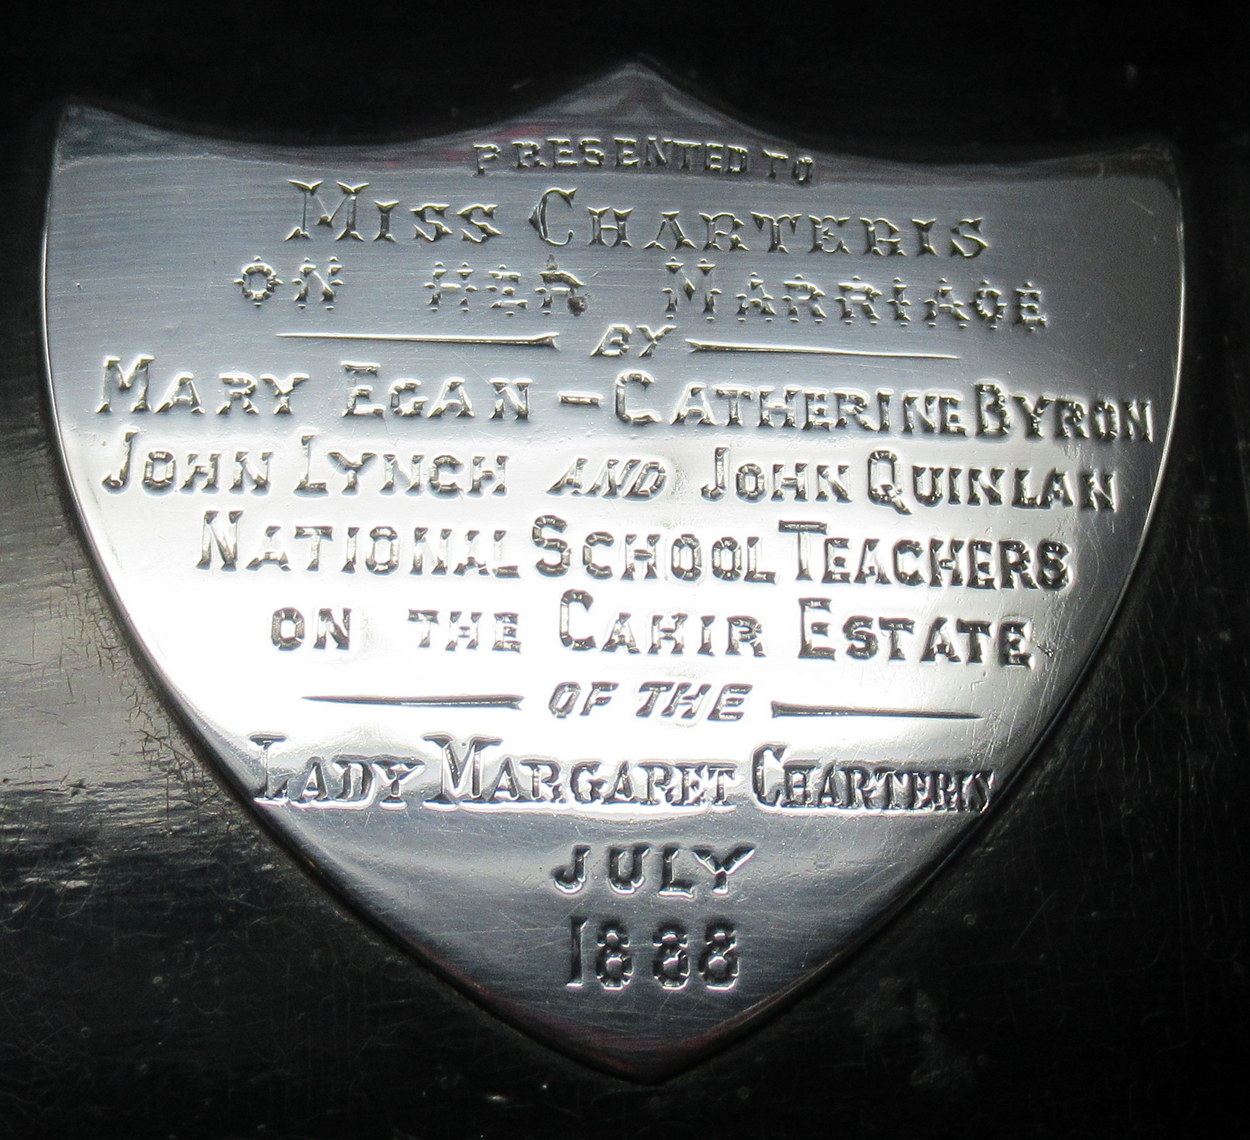 PRESENTED TO
MISS CHARTERIS
ON HER MARRIAGE
BY
MARY EGAN – CATHERINE BYRON
JOHN LYNCH AND JOHN QUINLAN
NATIONAL SCHOOL TEACHERS
ON THE CAHIR ESTATE
OF THE
LADY MARGARET CHARTERIS
JULY
1888